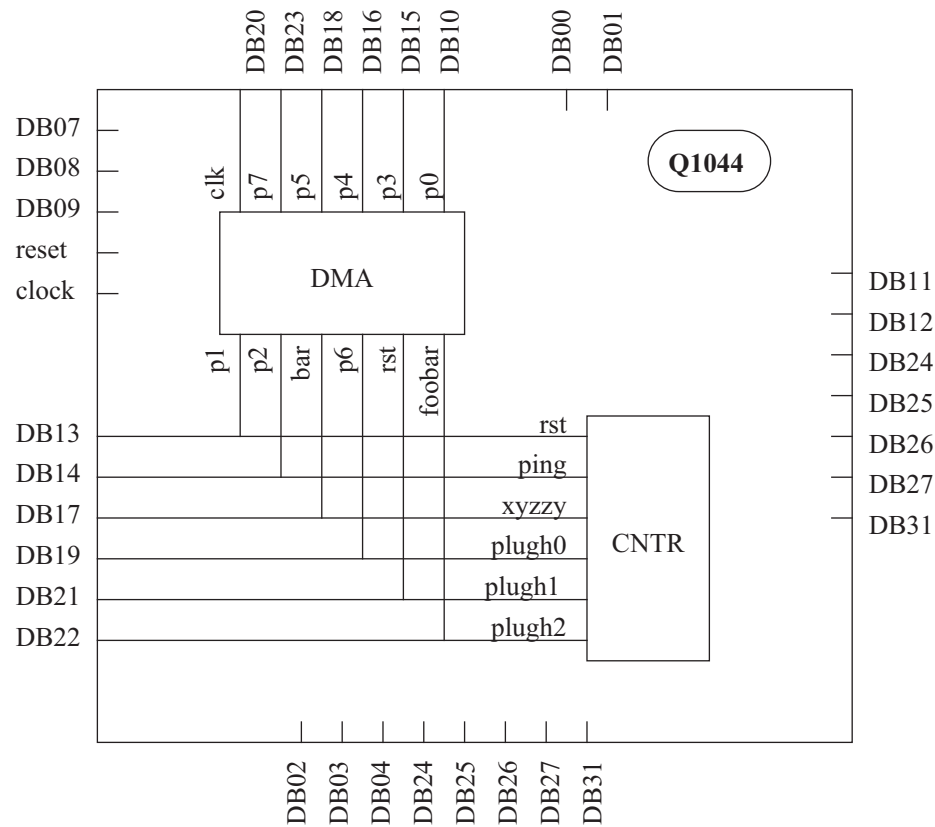 DB20
DB23
DB18
DB16
DB15
DB10
DB00
DB01
DB07
DB08
DB09
reset
clock
Q1044
clk
p7
p5
p4
p3
p0
DMA
p1
p2
bar
p6
rst
foobar
DB11
DB12
DB24
DB25
DB26
DB27
DB31
DB13
DB14
DB17
DB19
DB21
DB22
rst
ping
xyzzy
plugh0
plugh1
plugh2
CNTR
DB02
DB03
DB04
DB24
DB25
DB26
DB27
DB31